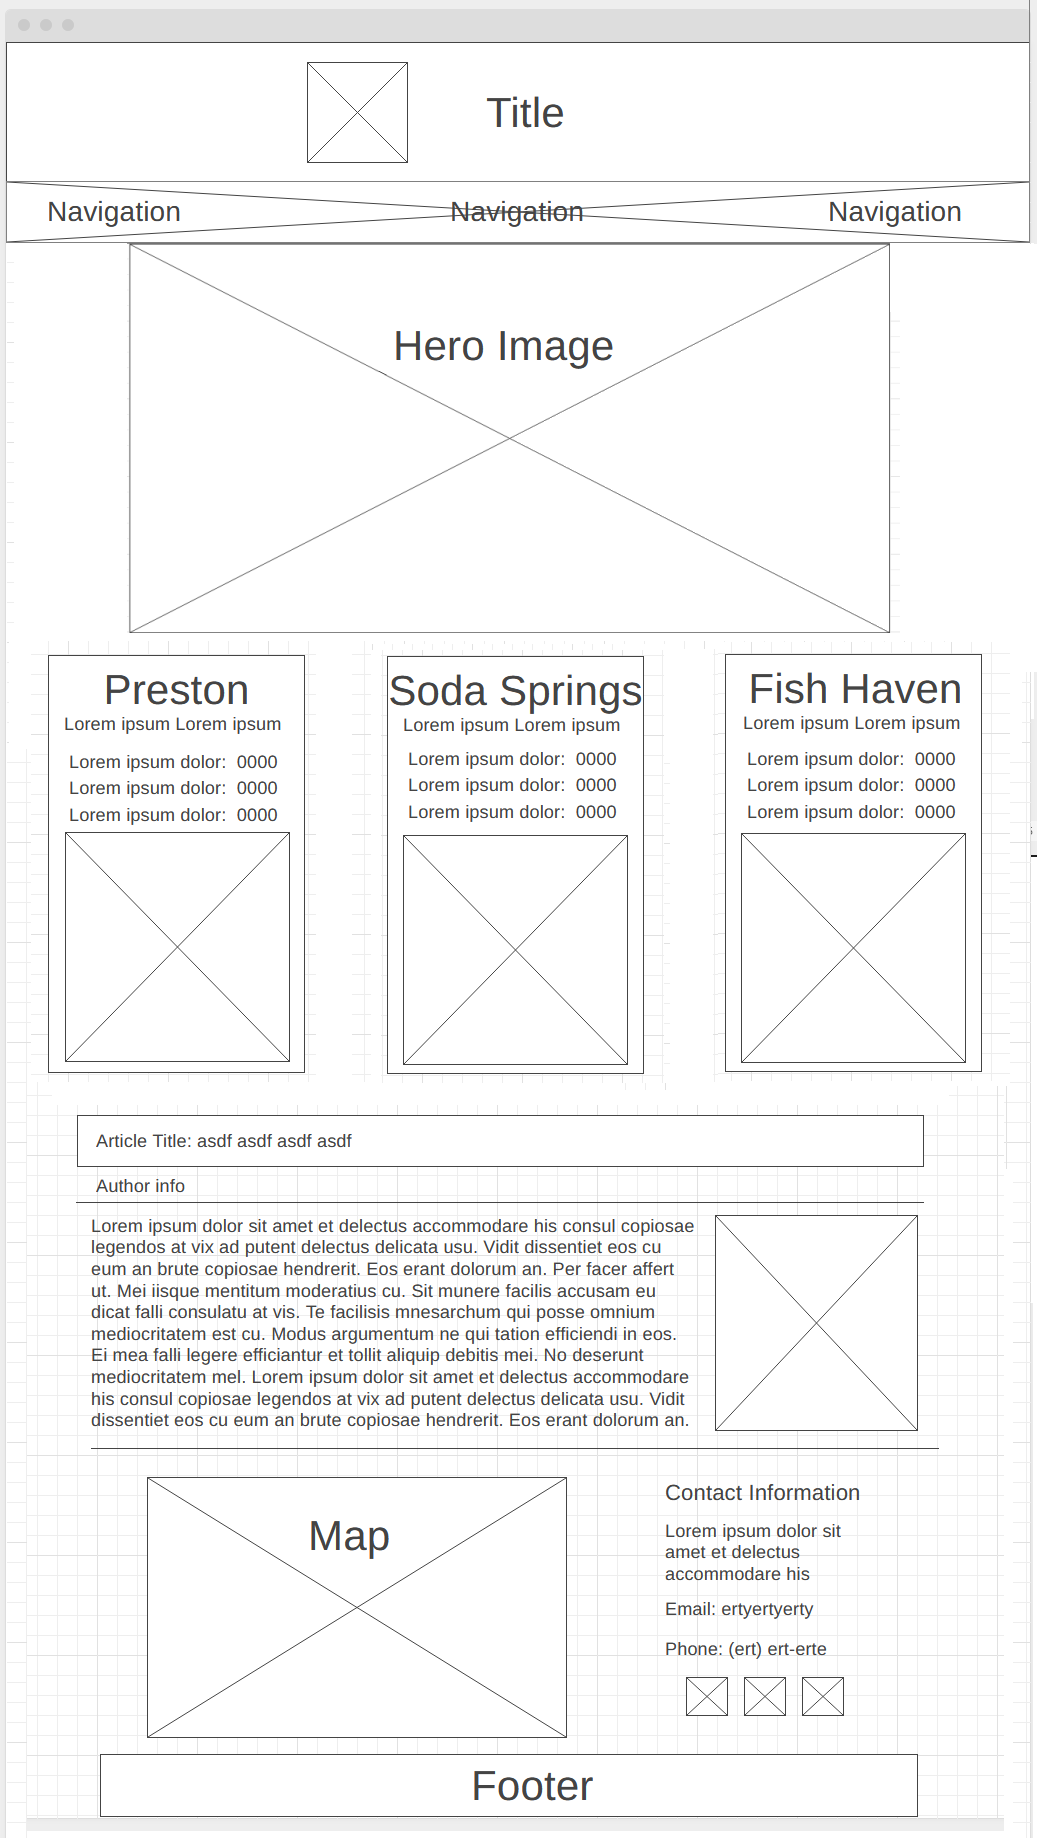 Title
Navigation Navigation Navigation
Hero Image
Preston
Lorem ipsum Lorem ipsum
Lorem ipsum dolor: 0000
Lorem ipsum dolor: 0000
Lorem ipsum dolor: 0000
Soda Springs
Lorem ipsum Lorem ipsum
Lorem ipsum dolor: 0000
Lorem ipsum dolor: 0000
Lorem ipsum dolor: 0000
Fish Haven
Lorem ipsum Lorem ipsum
Lorem ipsum dolor: 0000
Lorem ipsum dolor: 0000
Lorem ipsum dolor: 0000
Article Title: asdf asdf asdf asdf
Author info
Lorem ipsum dolor sit amet et delectus accommodare his consul copiosae
legendos at vix ad putent delectus delicata usu. Vidit dissentiet eos cu
eum an brute copiosae hendrerit. Eos erant dolorum an. Per facer affert
ut. Mei iisque mentitum moderatius cu. Sit munere facilis accusam eu
dicat falli consulatu at vis. Te facilisis mnesarchum qui posse omnium
mediocritatem est cu. Modus argumentum ne qui tation efficiendi in eos.
Ei mea falli legere efficiantur et tollit aliquip debitis mei. No deserunt
mediocritatem mel. Lorem ipsum dolor sit amet et delectus accommodare
his consul copiosae legendos at vix ad putent delectus delicata usu. Vidit
dissentiet eos cu eum an brute copiosae hendrerit. Eos erant dolorum an.
Map
Contact Information
Lorem ipsum dolor sit
amet et delectus
accommodare his
Email: ertyertyerty
Phone: (ert) ert-erte
Footer